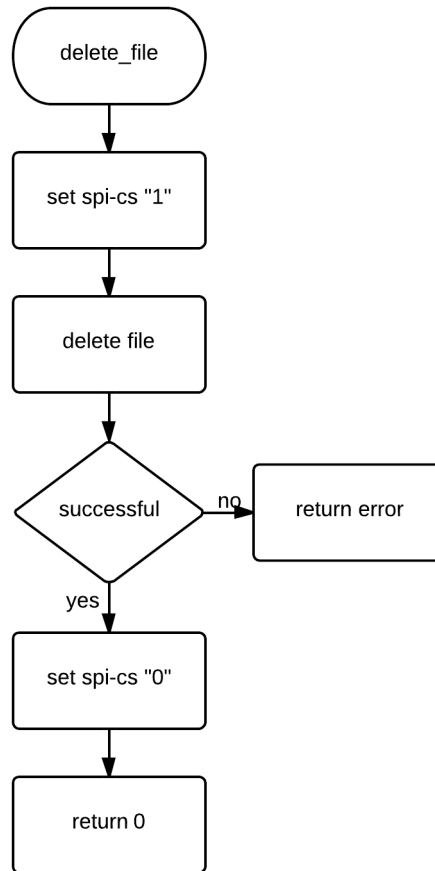 delete_file
set spi-cs "1"
delete file
successful
no
return error
yes
set spi-cs "0"
return 0